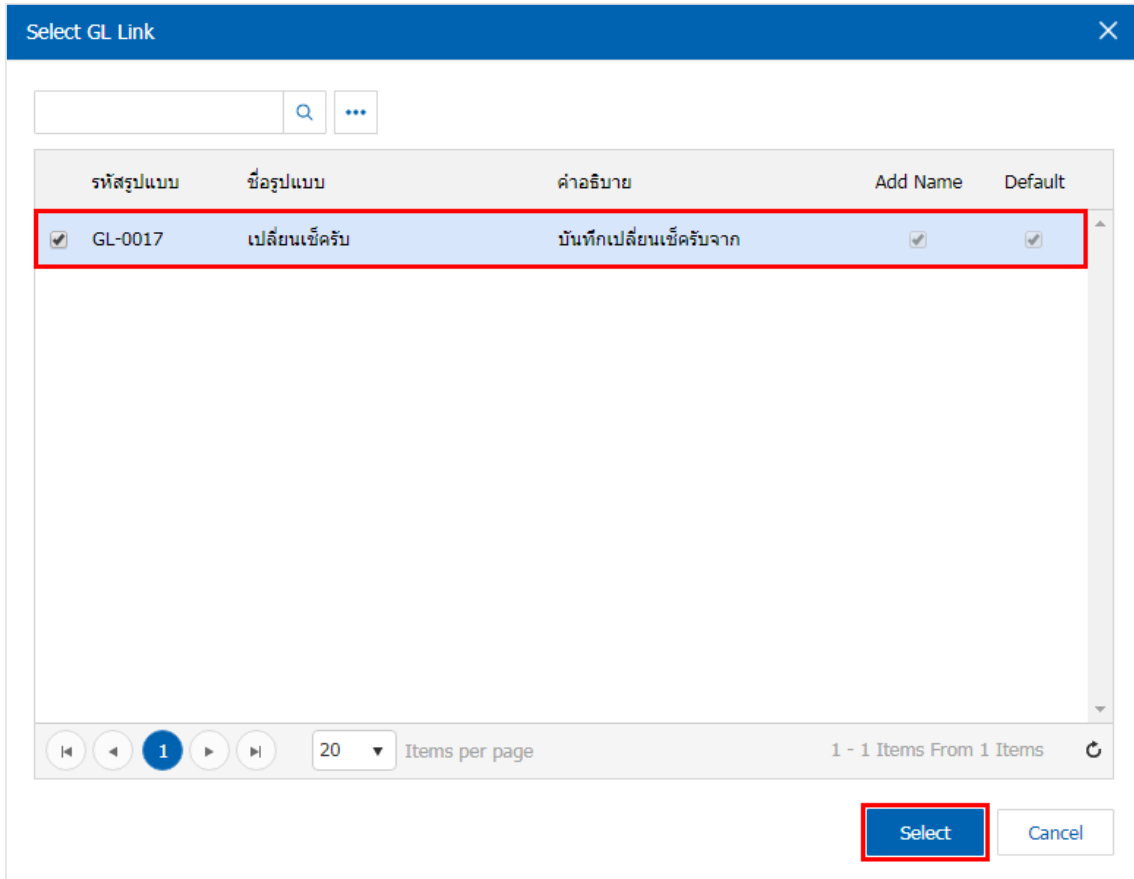 Select GL Link
รหัสรูปแบบ ชื่อรูปแบบ คำอธิบาย Add Name Default
GL-0017 เปลี่ยนเช็ครับ บันทึกเปลี่ยนเช็ครับจาก
1 20 Items per page 1 - 1 Items From 1 Items
Select Cancel